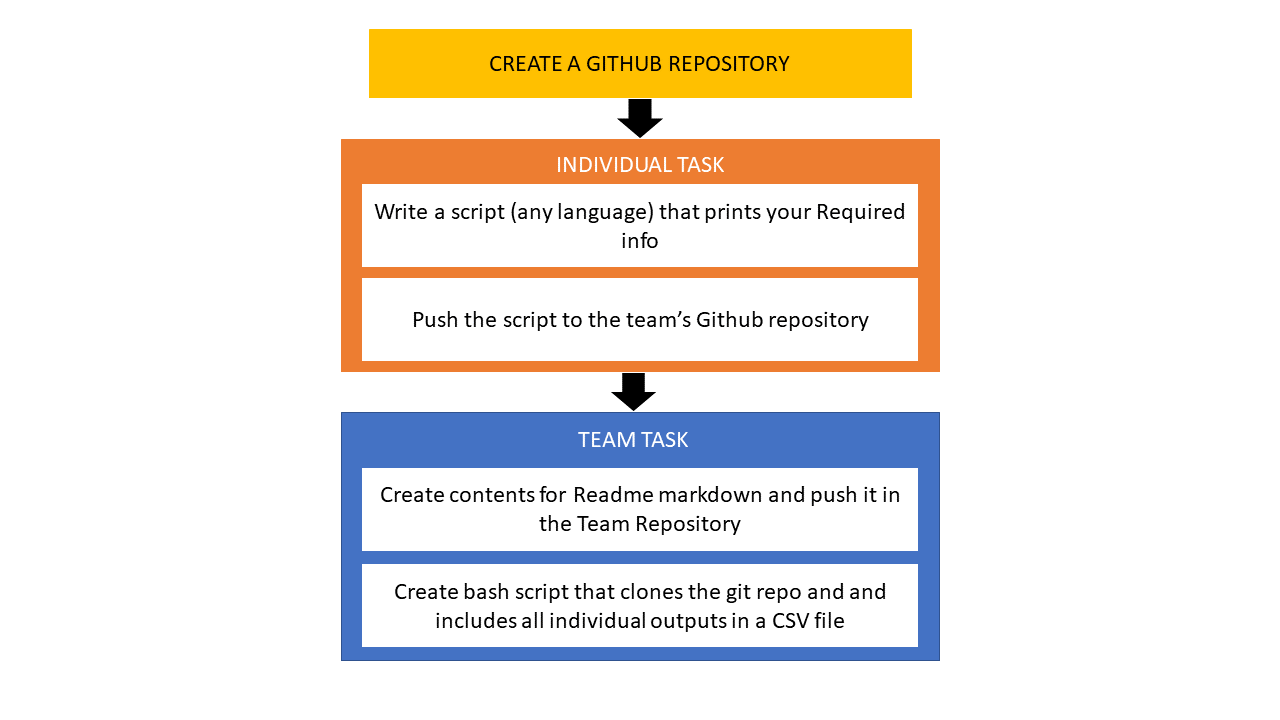 CREATE A GITHUB REPOSITORY
INDIVIDUAL TASK
Write a script (any language) that prints your Required
info
Push the script to the team’s Github repository
TEAM TASK
Create contents for Readme markdown and push it in
the Team Repository
Create bash script that clones the git repo and and
includes all individual outputs in a CSV file